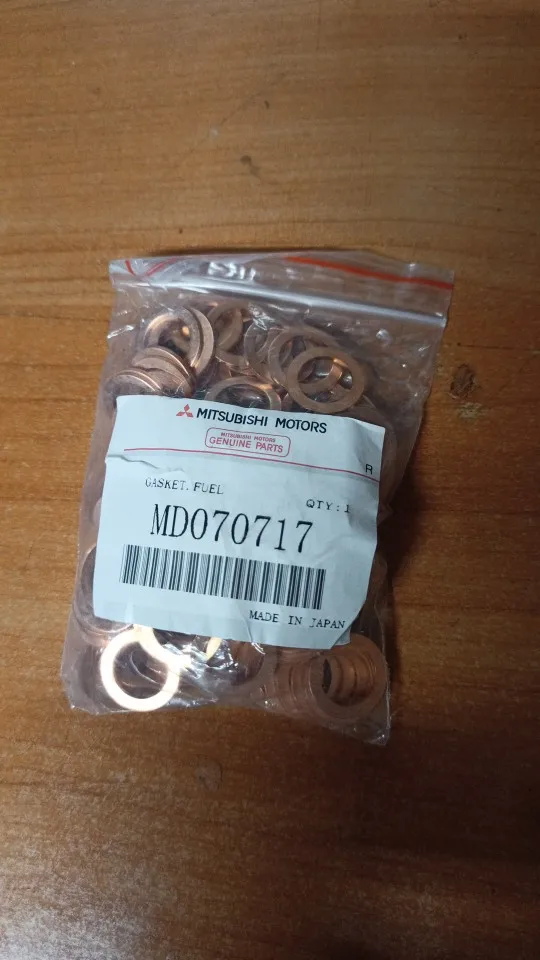 MITSUBISHI MOTORS
MITSUBISHI MOTORS
GENUINE PARTS
R
GASKET.FUEL
QTY:1
MD070717
MADE IN JAPAN